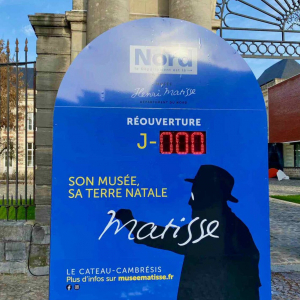 Nord
Henri Matisse
RÉOUVERTURE
J-000
SON MUSÉE,
SA TERRE NATALE
Matisse
LE CATEAU-CAMBRÉSIS
Plus d'infos sur museematisse.fr